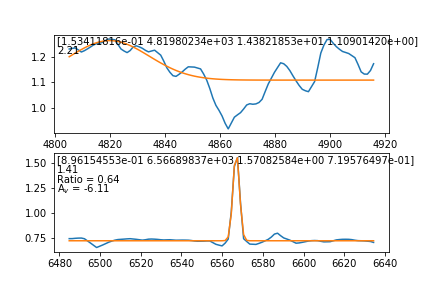 [1.53411816e-01 4.81980234e+03 1.43821853e+01 1.10901420e+00]
2.21
1.2
1.1
1.0
4800 4820 4840 4860 4880 4900 4920
[8.96154553e-01 6.56689837e+03 1.57082584e+00 7.19576497e-01]
1.50
1.41
Ratio = 0.64
1.25
Av = -6.11
1.00
0.75
6480 6500 6520 6540 6560 6580 6600 6620 6640